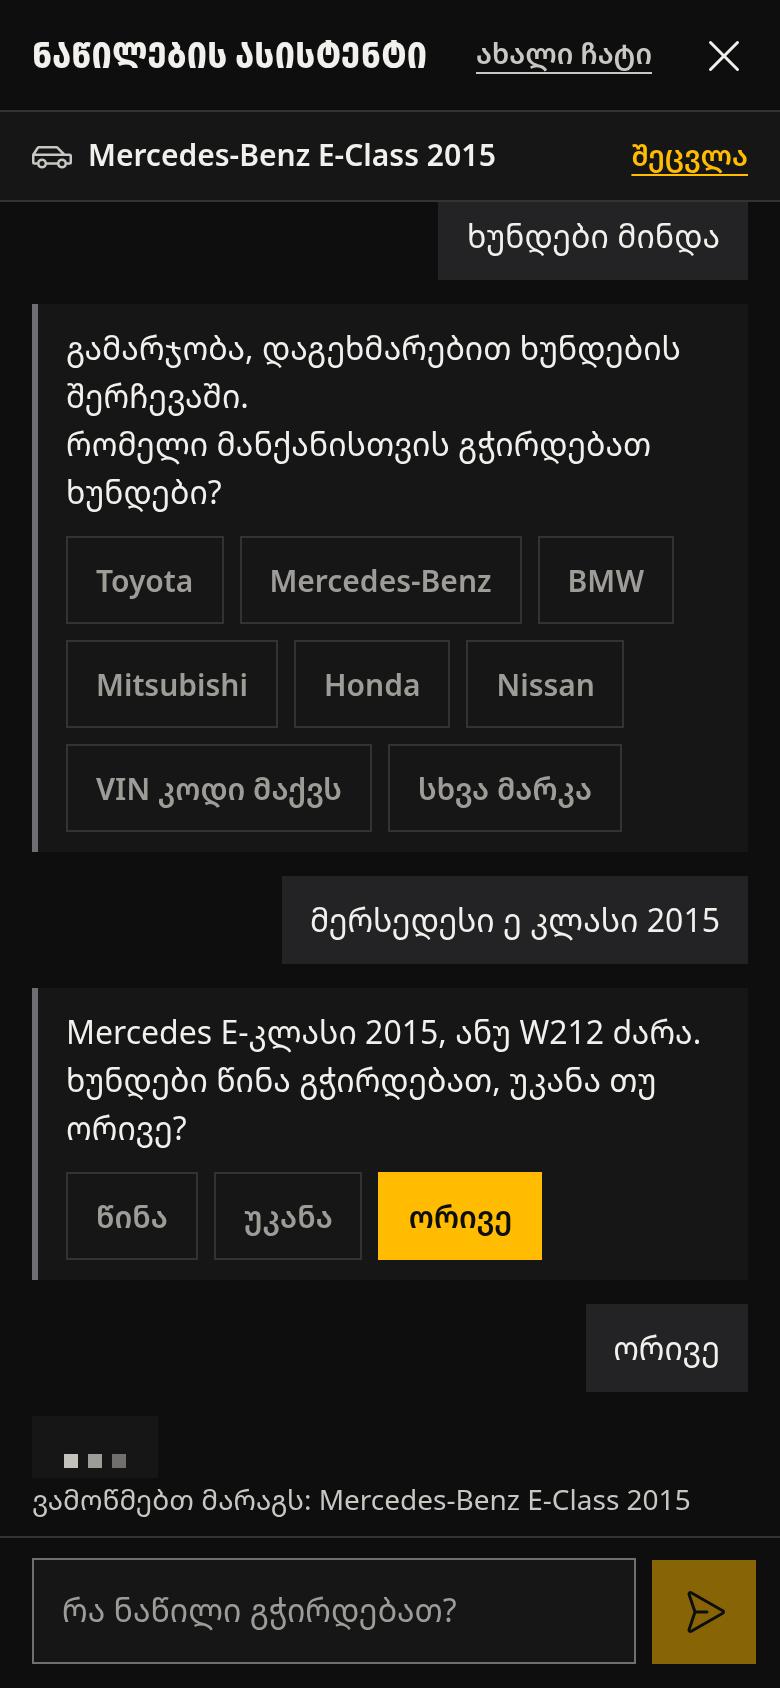 ნაწილების ასისტენტი
ახალი ჩატი
Mercedes-Benz E-Class 2015
შეცვლა
ხუნდები მინდა
გამარჯობა, დაგეხმარებით ხუნდების
შერჩევაში.
რომელი მანქანისთვის გჭირდებათ
ხუნდები?
Toyota
Mercedes-Benz
BMW
Mitsubishi
Honda
Nissan
VIN კოდი მაქვს
სხვა მარკა
მერსედესი ე კლასი 2015
Mercedes E-კლასი 2015, ანუ W212 ძარა.
ხუნდები წინა გჭირდებათ, უკანა თუ
ორივე?
წინა
უკანა
ორივე
ორივე
ვამოწმებთ მარაგს: Mercedes-Benz E-Class 2015
რა ნაწილი გჭირდებათ?